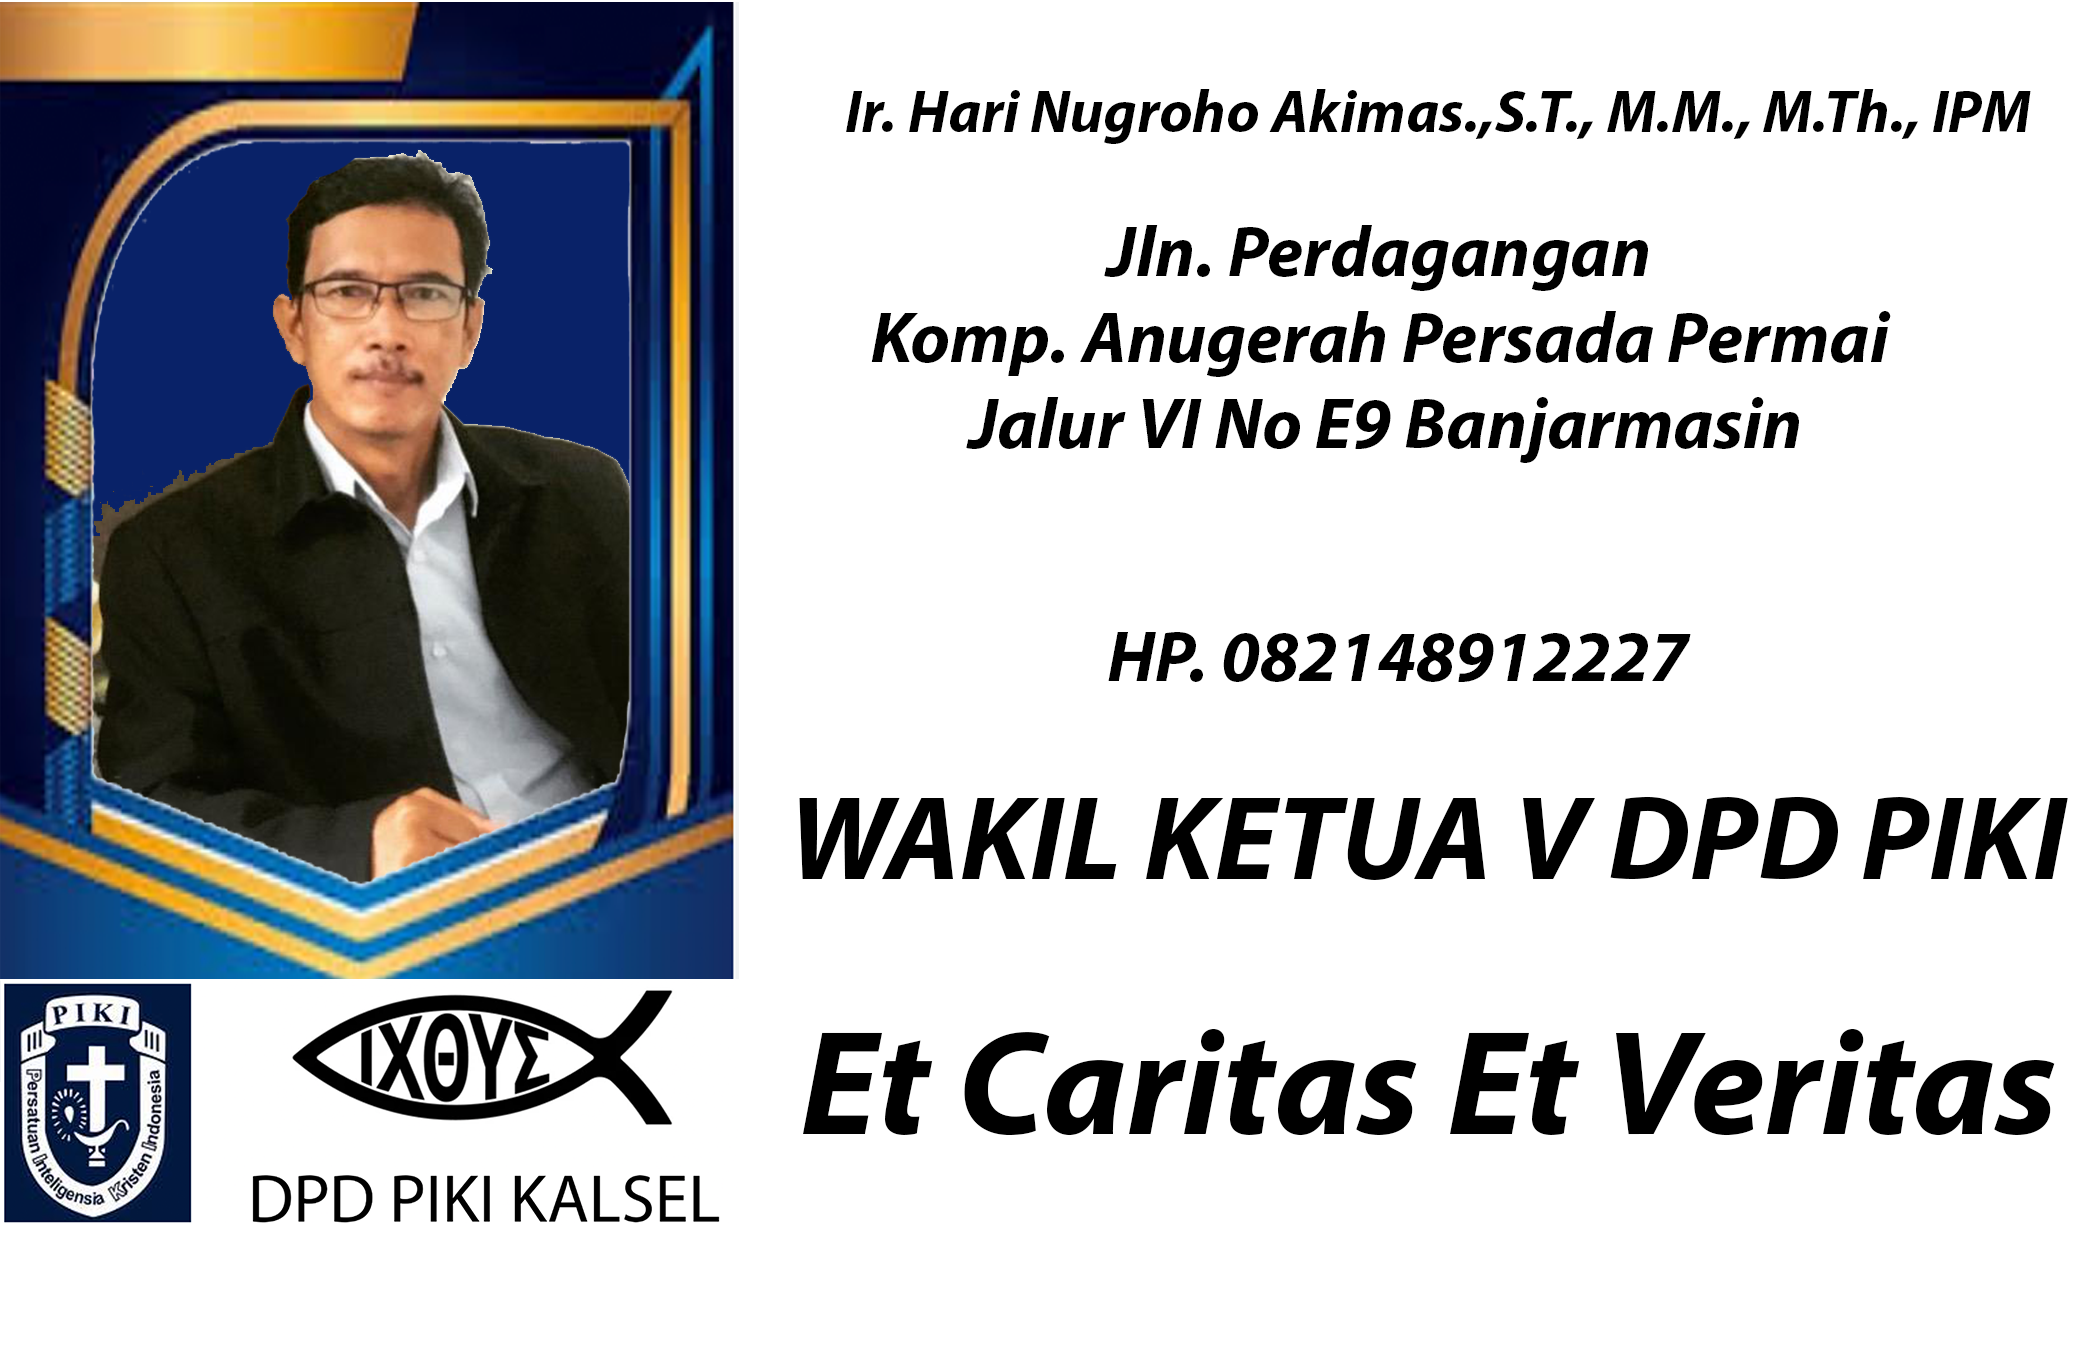 Ir. Hari Nugroho Akimas.,S.T., M.M., M.Th., IPM
Jln. Perdagangan
Komp. Anugerah Persada Permai
Jalur VI No E9 Banjarmasin
HP. 082148912227
WAKIL KETUA V DPD PIKI
Et Caritas Et Veritas
PIKI
Persatuan Inteligensia Kristen Indonesia
ΙΧΘΥΣ
DPD PIKI KALSEL